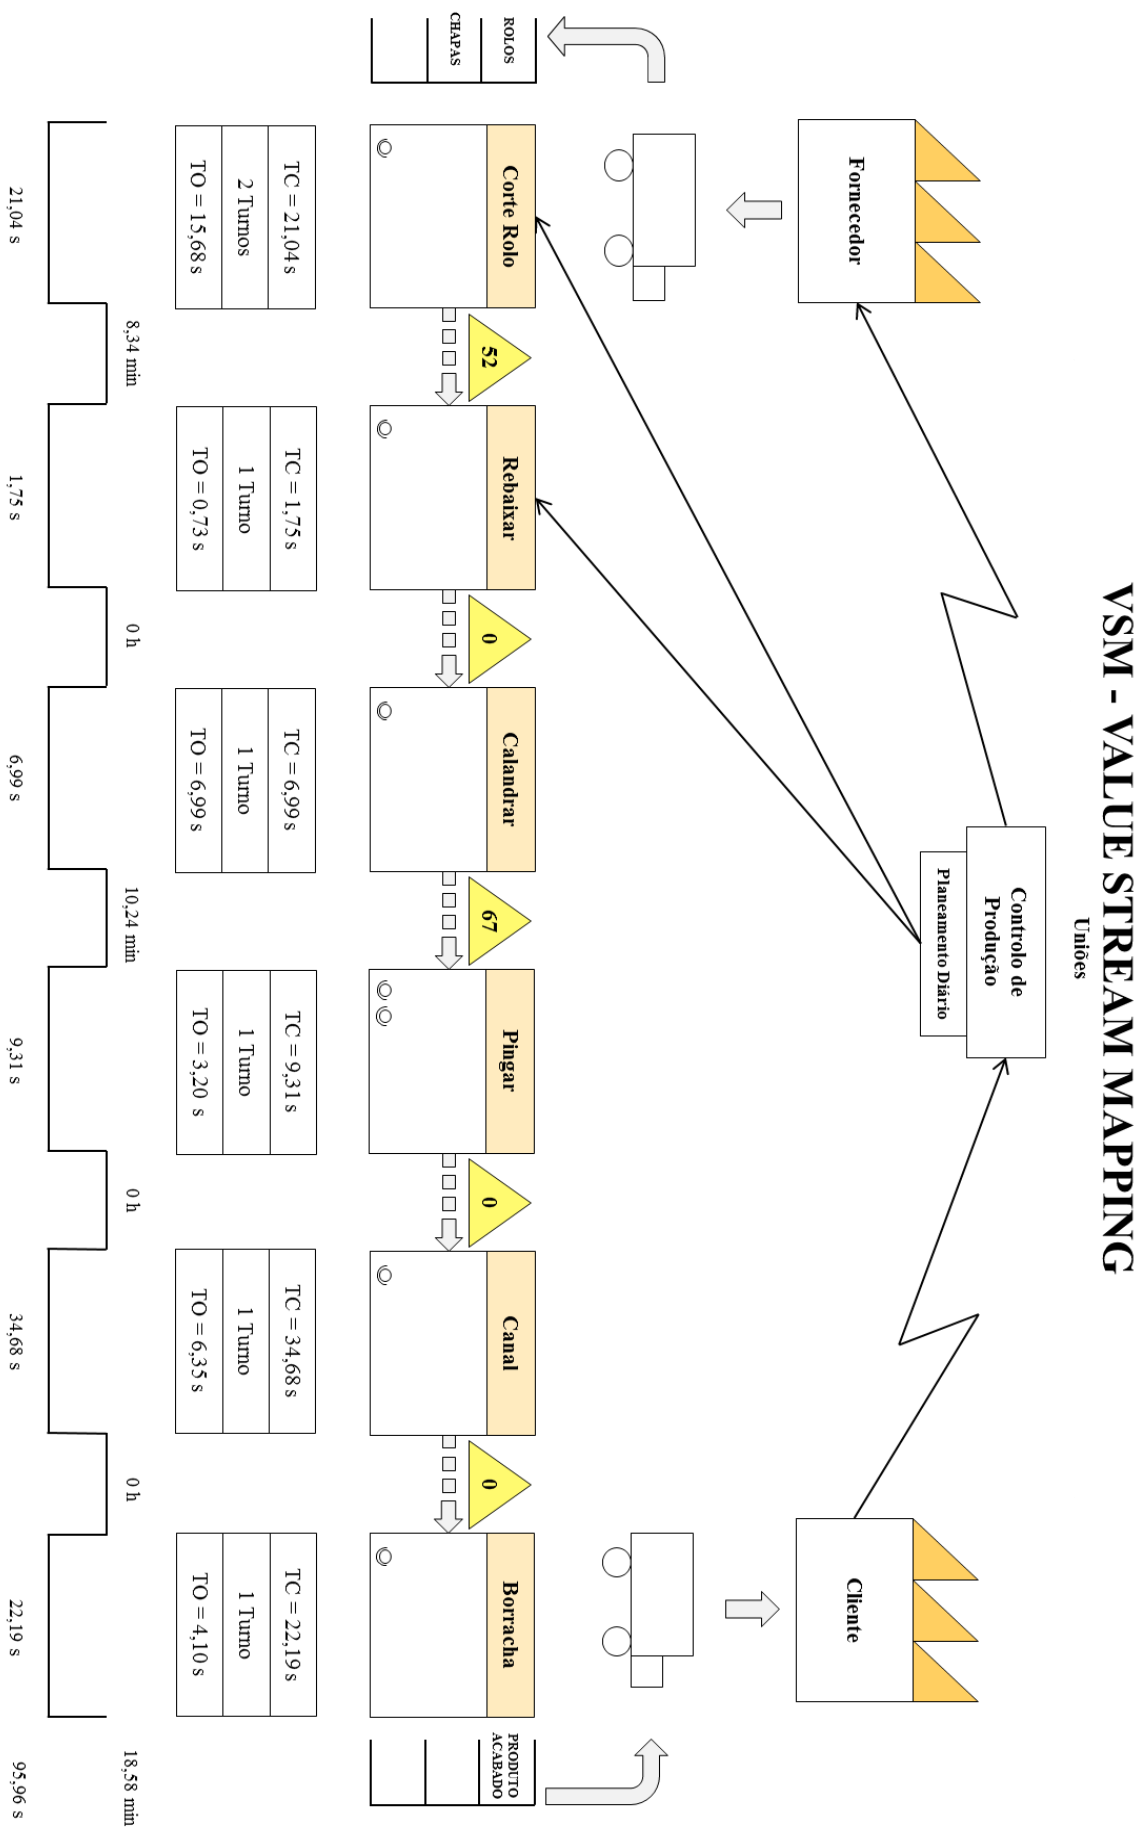 VSM - VALUE STREAM MAPPING
Uniões
Fornecedor
Controlo de
Produção
Planeamento Diário
Cliente
ROLOS
CHAPAS
Corte Rolo
52
Rebaixar
0
Calandrar
67
Pingar
0
Canal
0
Borracha
PRODUTO
ACABADO
TC = 21,04 s
2 Turnos
TO = 15,68 s
TC = 1,75 s
1 Turno
TO = 0,73 s
TC = 6,99 s
1 Turno
TO = 6,99 s
TC = 9,31 s
1 Turno
TO = 3,20 s
TC = 34,68 s
1 Turno
TO = 6,35 s
TC = 22,19 s
1 Turno
TO = 4,10 s
8,34 min
0 h
10,24 min
0 h
0 h
18,58 min
21,04 s
1,75 s
6,99 s
9,31 s
34,68 s
22,19 s
95,96 s